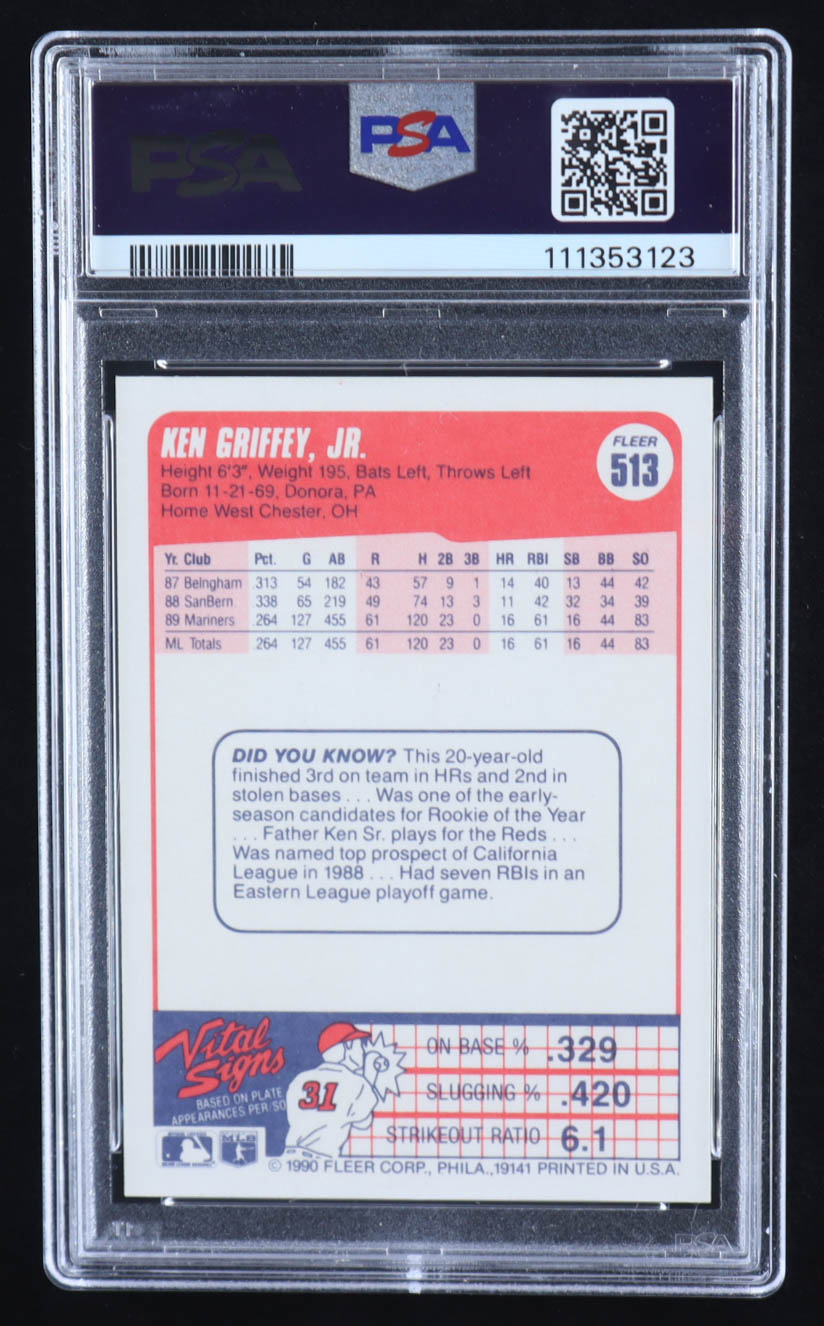 PSA
PSA
111353123
KEN GRIFFEY, JR.
FLEER
513
Height 6'3", Weight 195, Bats Left, Throws Left
Born 11-21-69, Donora, PA
Home West Chester, OH
Yr. Club Pct. G AB R H 2B 3B HR RBI SB BB SO
87 Belngham .313 54 182 43 57 9 1 14 40 13 44 42
88 SanBern .338 65 219 49 74 13 3 11 42 32 34 39
89 Mariners .264 127 455 61 120 23 0 16 61 16 44 83
ML Totals .264 127 455 61 120 23 0 16 61 16 44 83
DID YOU KNOW? This 20-year-old
finished 3rd on team in HRs and 2nd in
stolen bases . . . Was one of the early-
season candidates for Rookie of the Year
. . . Father Ken Sr. plays for the Reds . . .
Was named top prospect of California
League in 1988 . . . Had seven RBIs in an
Eastern League playoff game.
Vital
Signs
BASED ON PLATE
APPEARANCES PER/SO
31
ON BASE % .329
SLUGGING % .420
STRIKEOUT RATIO 6.1
© 1990 FLEER CORP., PHILA.,19141 PRINTED IN U.S.A.
PSA